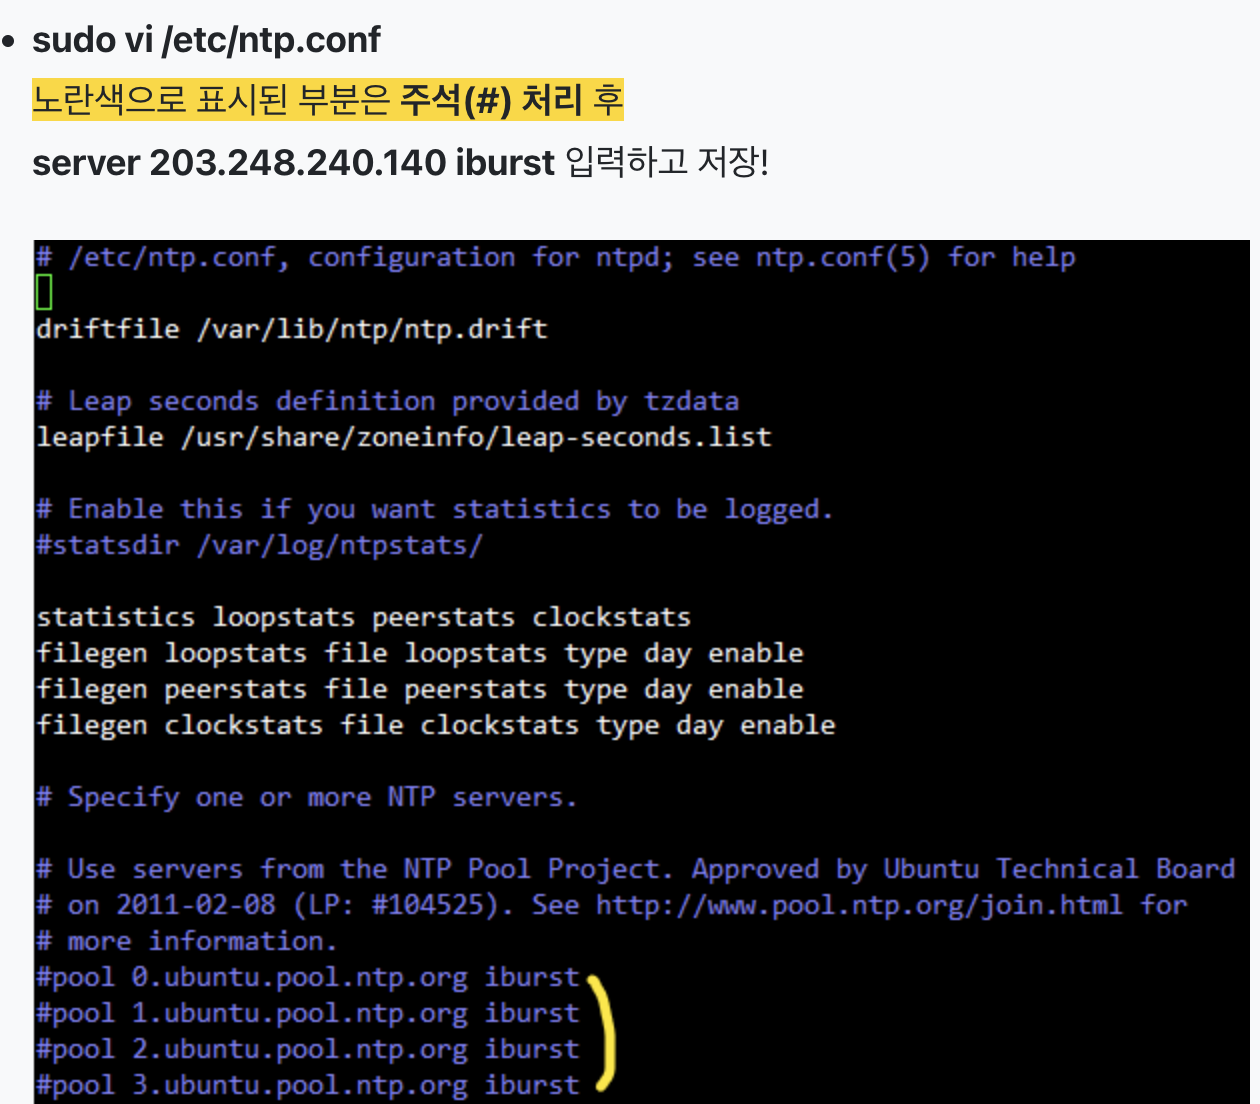 • sudo vi /etc/ntp.conf
노란색으로 표시된 부분은 주석(#) 처리 후
server 203.248.240.140 iburst 입력하고 저장!
# /etc/ntp.conf, configuration for ntpd; see ntp.conf(5) for help
driftfile /var/lib/ntp/ntp.drift
# Leap seconds definition provided by tzdata
leapfile /usr/share/zoneinfo/leap-seconds.list
# Enable this if you want statistics to be logged.
#statsdir /var/log/ntpstats/
statistics loopstats peerstats clockstats
filegen loopstats file loopstats type day enable
filegen peerstats file peerstats type day enable
filegen clockstats file clockstats type day enable
# Specify one or more NTP servers.
# Use servers from the NTP Pool Project. Approved by Ubuntu Technical Board
# on 2011-02-08 (LP: #104525). See http://www.pool.ntp.org/join.html for
# more information.
#pool 0.ubuntu.pool.ntp.org iburst
#pool 1.ubuntu.pool.ntp.org iburst
#pool 2.ubuntu.pool.ntp.org iburst
#pool 3.ubuntu.pool.ntp.org iburst